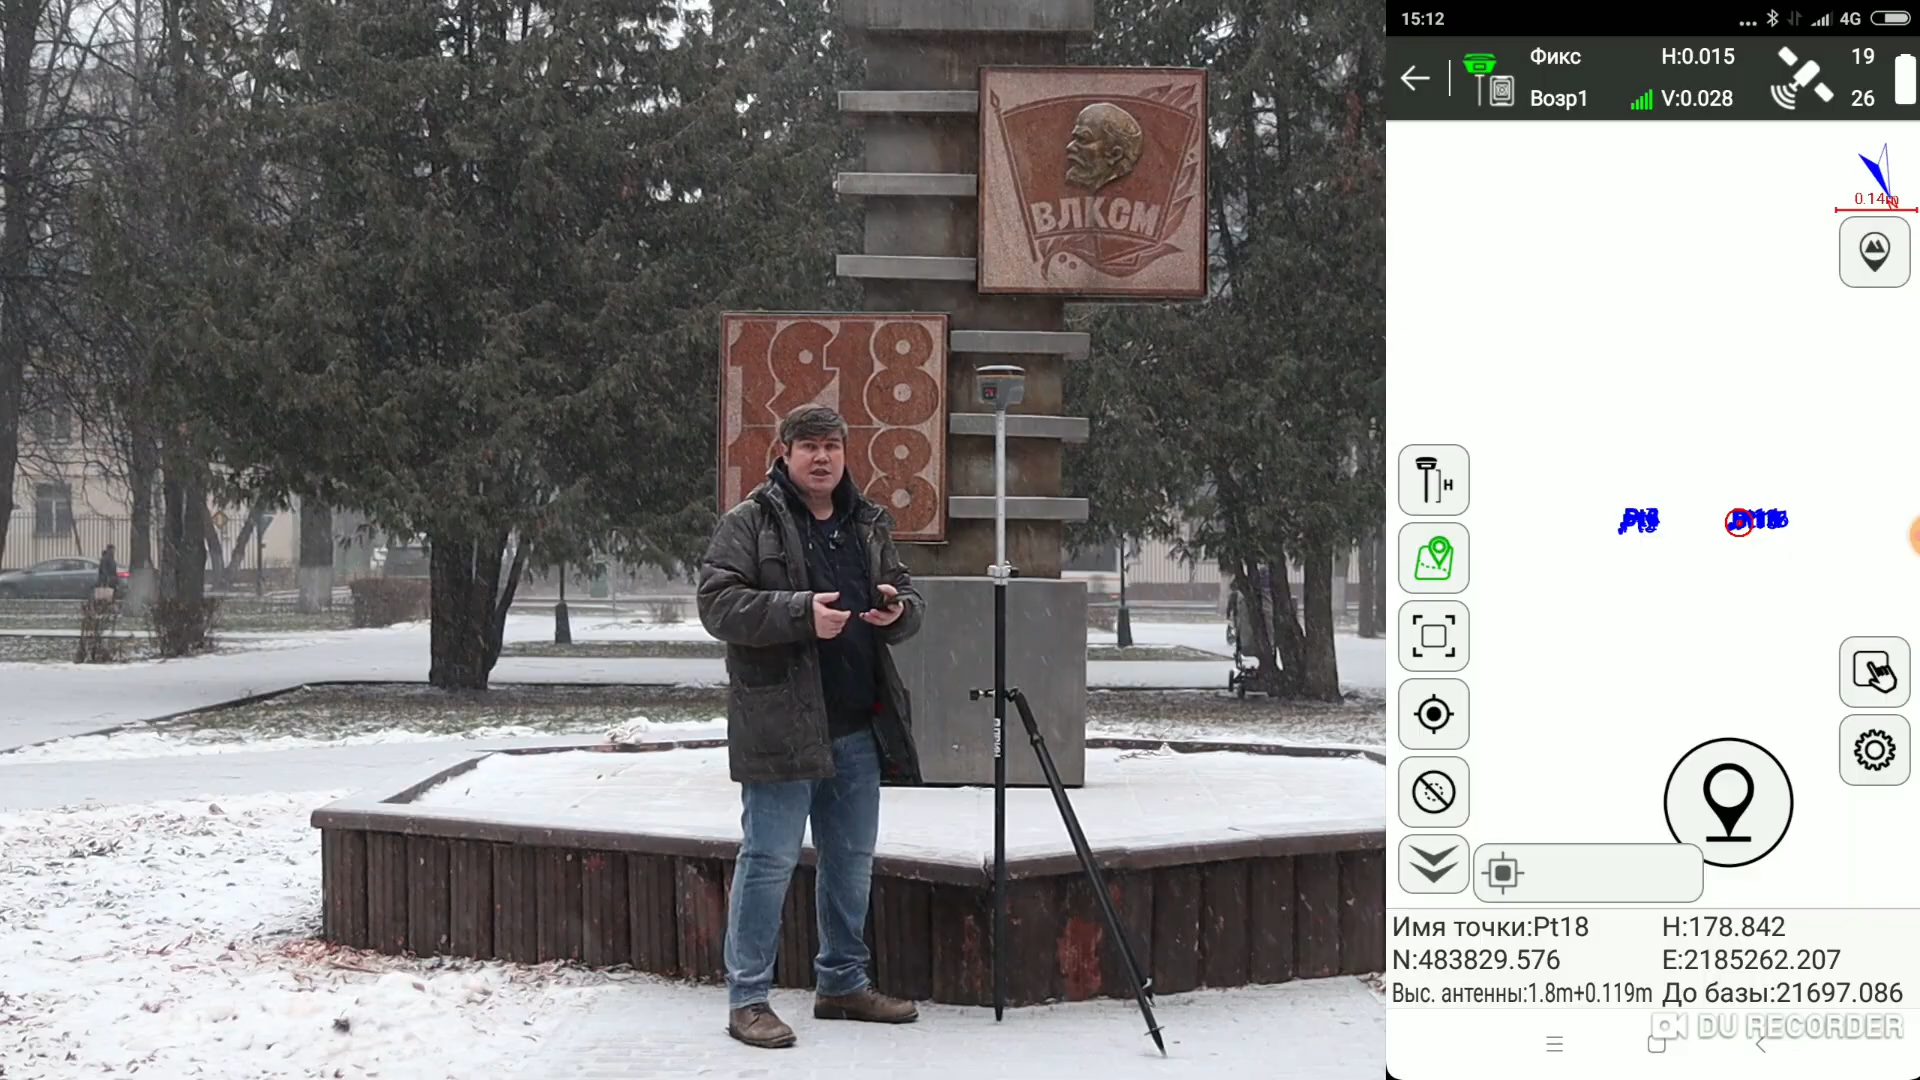 ВЛКСМ
1918
1988
15:12
4G
Фикс
H:0.015
19
Возр1
V:0.028
26
0.14m
H
Имя точки:Pt18
H:178.842
N:483829.576
E:2185262.207
Выс. антенны:1.8m+0.119m
До базы:21697.086
DU RECORDER